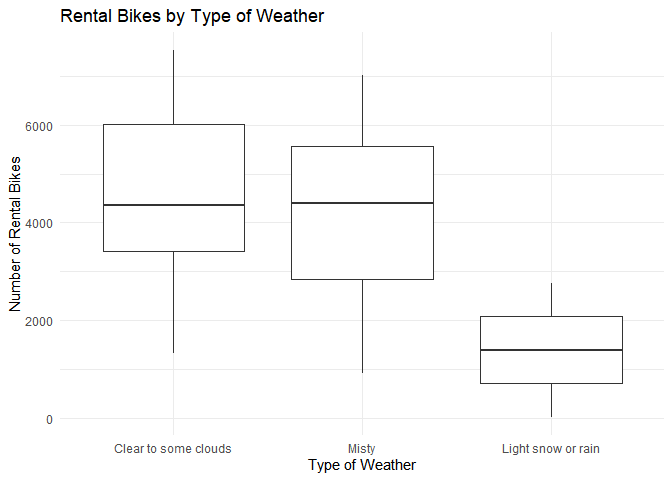 Rental Bikes by Type of Weather
Number of Rental Bikes
6000
4000
2000
0
Clear to some clouds Misty Light snow or rain
Type of Weather